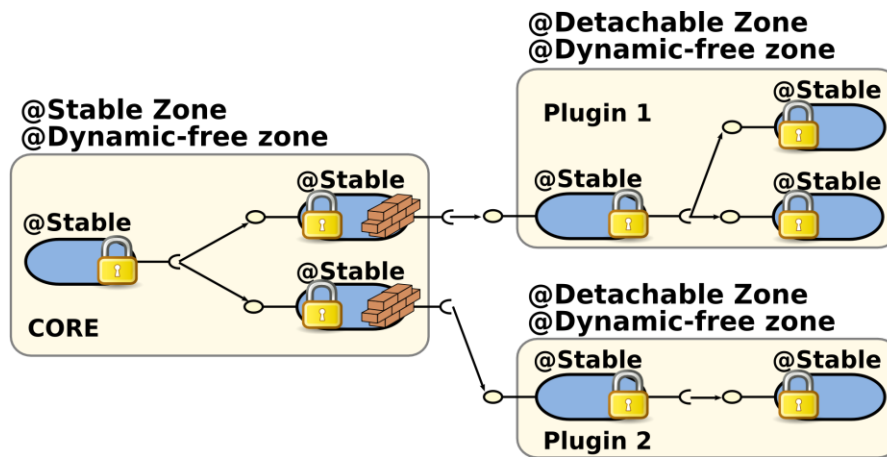 @Detachable Zone
@Dynamic-free zone
@Stable
Plugin 1
@Stable Zone
@Dynamic-free zone
@Stable
@Stable
@Stable
@Stable
@Stable
CORE
@Detachable Zone
@Dynamic-free zone
@Stable
@Stable
Plugin 2